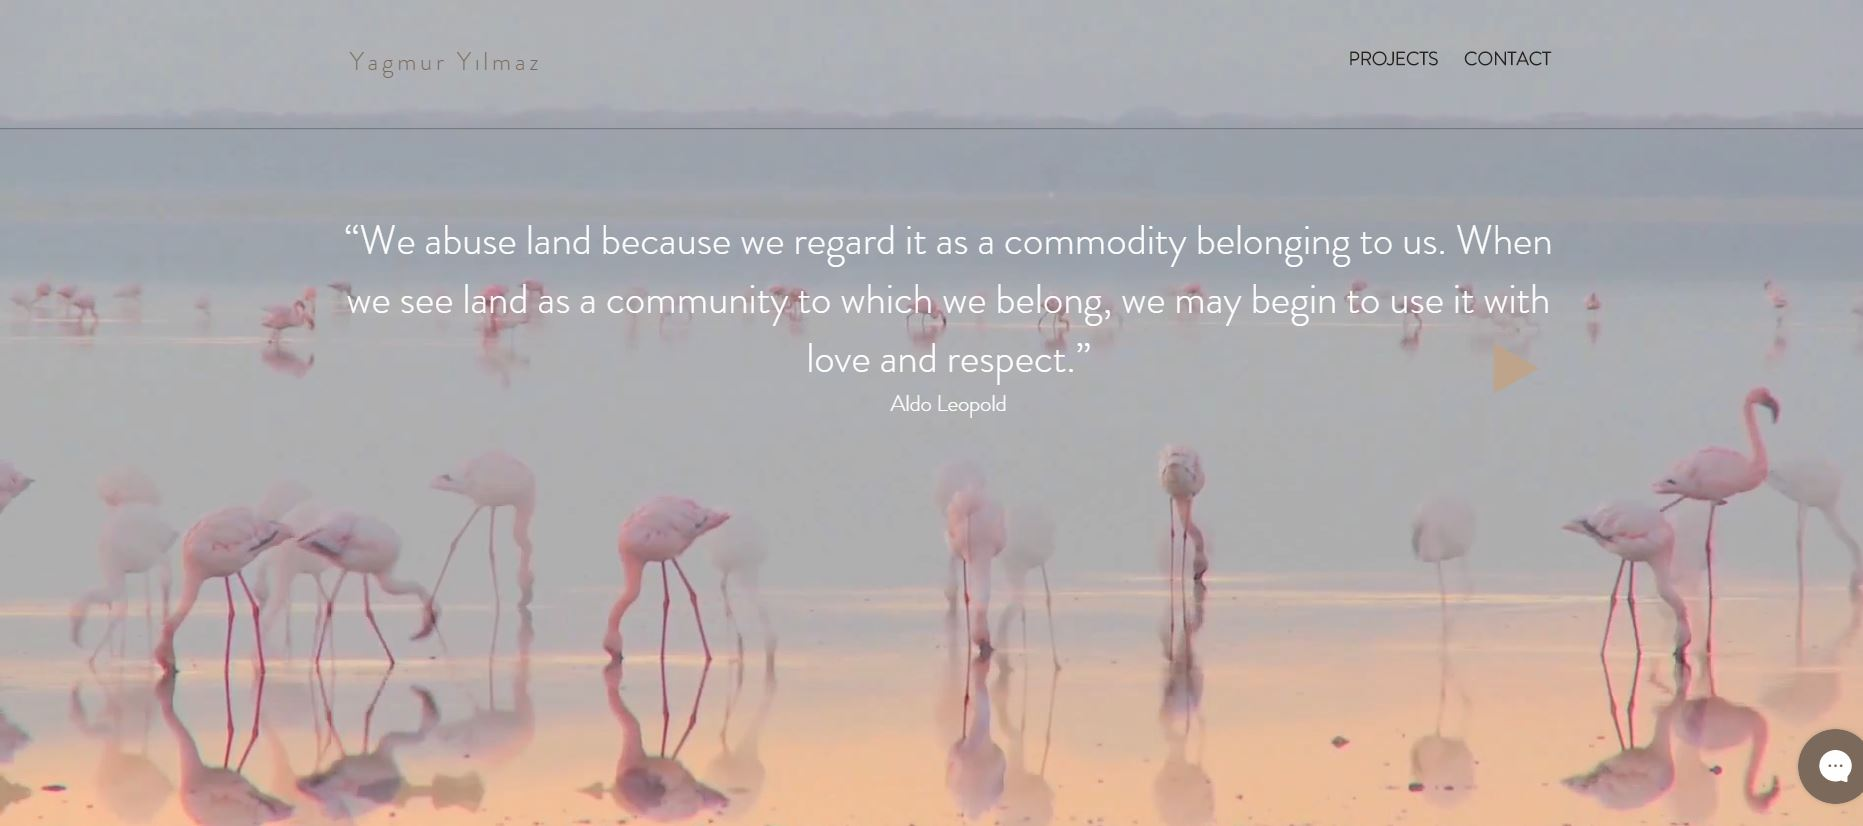 Yagmur Yılmaz
PROJECTS CONTACT
“We abuse land because we regard it as a commodity belonging to us. When
we see land as a community to which we belong, we may begin to use it with
love and respect.”
Aldo Leopold